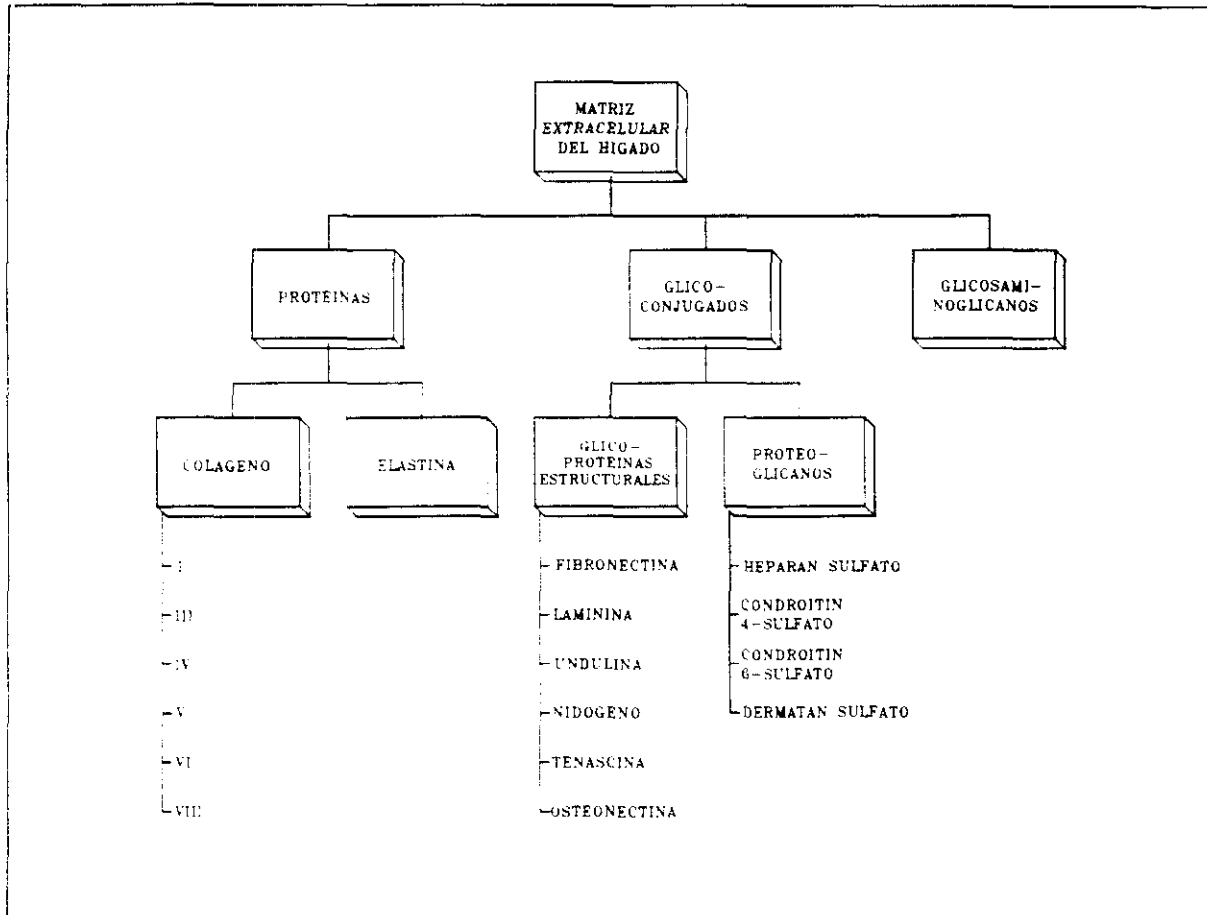 MATRIZ
EXTRACELULAR
DEL HIGADO
PROTEINAS
GLICO-
CONJUGADOS
GLICOSAMI-
NOGLICANOS
COLAGENO
ELASTINA
GLICO-
PROTEINAS
ESTRUCTURALES
PROTEO-
GLICANOS
I
III
IV
V
VI
VIII
FIBRONECTINA
LAMININA
UNDULINA
NIDOGENO
TENASCINA
OSTEONECTINA
HEPARAN SULFATO
CONDROITIN
4-SULFATO
CONDROITIN
6-SULFATO
DERMATAN SULFATO